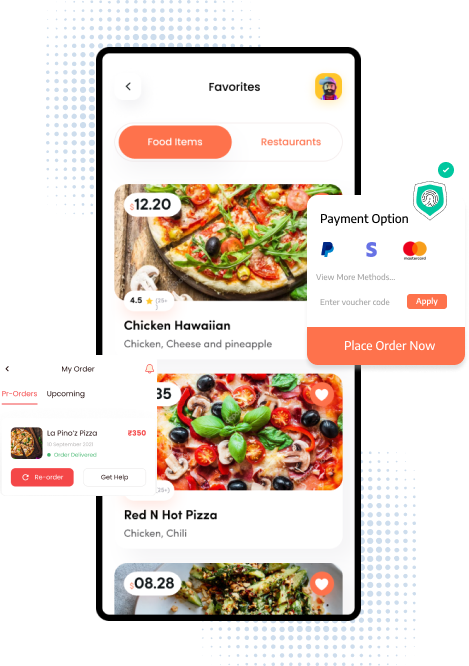 Favorites
Food Items
Restaurants
$12.20
4.5 (25+)
Chicken Hawaiian
Chicken, Cheese and pineapple
Payment Option
P
S
mastercard
View More Methods...
Enter voucher code
Apply
Place Order Now
My Order
Pr-Orders
Upcoming
La Pino'z Pizza
₹350
10 September 2021
Order Delivered
Re-order
Get Help
35
Red N Hot Pizza
Chicken, Chili
$08.28